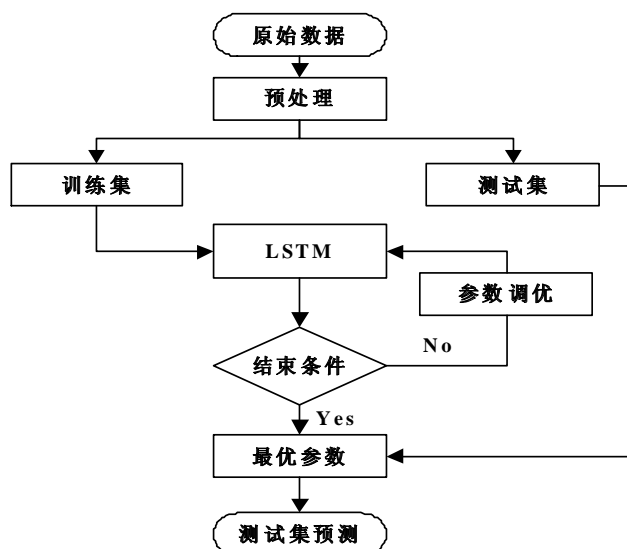 原始数据
预处理
训练集
测试集
LSTM
参数调优
结束条件
No
Yes
最优参数
测试集预测